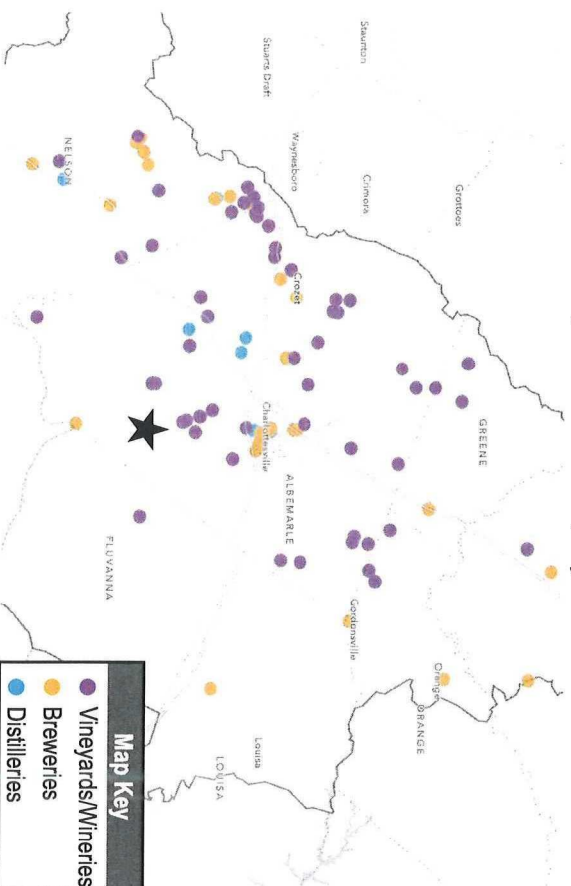 Staunton
Stuarts Draft
Waynesboro
Crimora
Grottoes
NELSON
Crozet
GREENE
Charlottesville
ALBEMARLE
FLUVANNA
Gordonsville
Orange
ORANGE
Louisa
LOUISA
Map Key
Vineyards/Wineries
Breweries
Distilleries